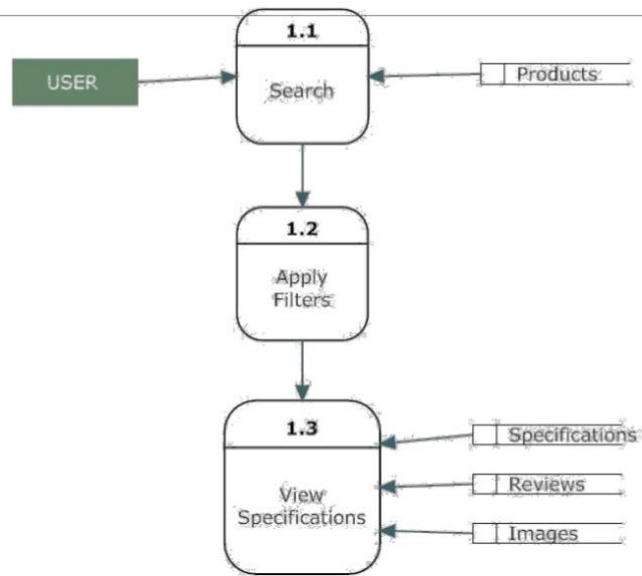 1.1
USER
Search
Products
1.2
Apply
Filters
1.3
Specifications
View
Specifications
Reviews
Images